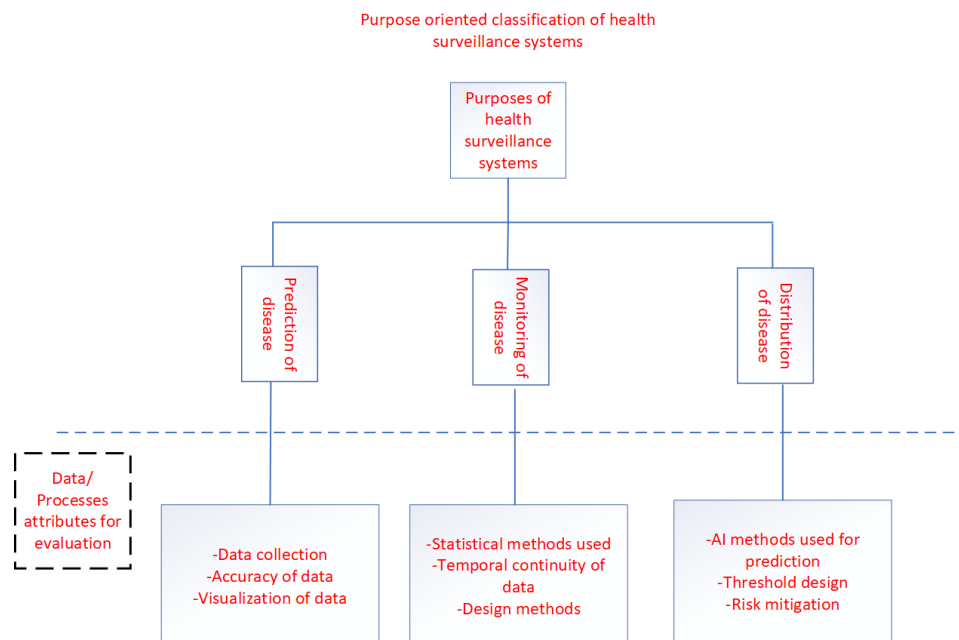 Purpose oriented classification of health
surveillance systems
Purposes of
health
surveillance
systems
Prediction of
disease
Monitoring of
disease
Distribution
of disease
Data/
Processes
attributes for
evaluation
-Data collection
-Accuracy of data
-Visualization of data
-Statistical methods used
-Temporal continuity of
data
-Design methods
-AI methods used for
prediction
-Threshold design
-Risk mitigation